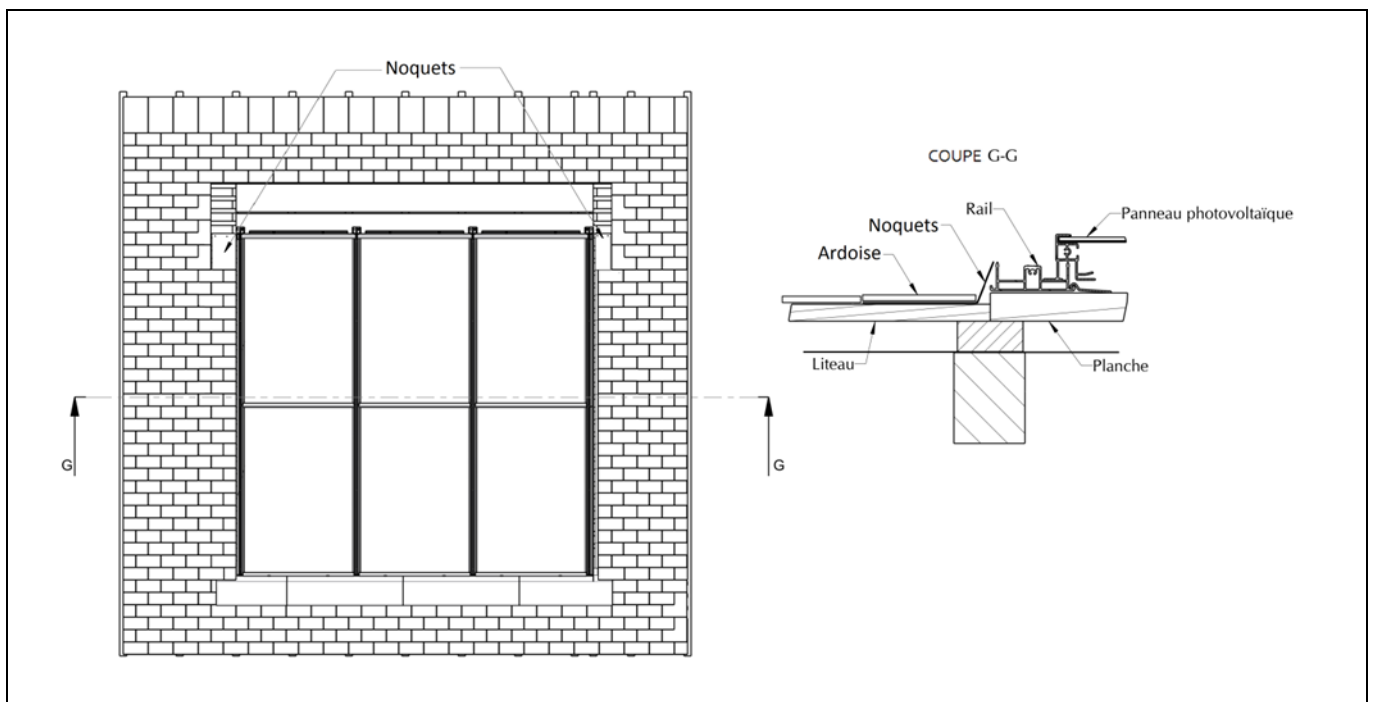 Noquets
G
G
COUPE G-G
Rail
Panneau photovoltaïque
Noquets
Ardoise
Liteau
Planche